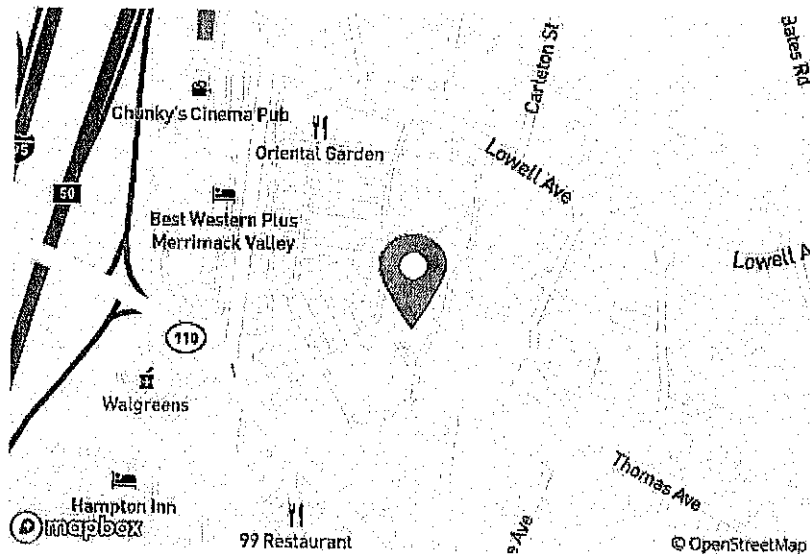 Bates Rd
Carleton St
Chunky's Cinema Pub
Oriental Garden
Lowell Ave
50
Best Western Plus
Merrimack Valley
Lowell A
110
Walgreens
Thomas Ave
Hampton Inn
mapbox
99 Restaurant
e Ave
© OpenStreetMap